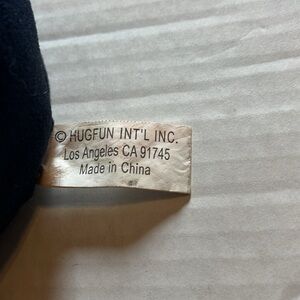 © HUGFUN INT'L INC.
Los Angeles CA 91745
Made in China